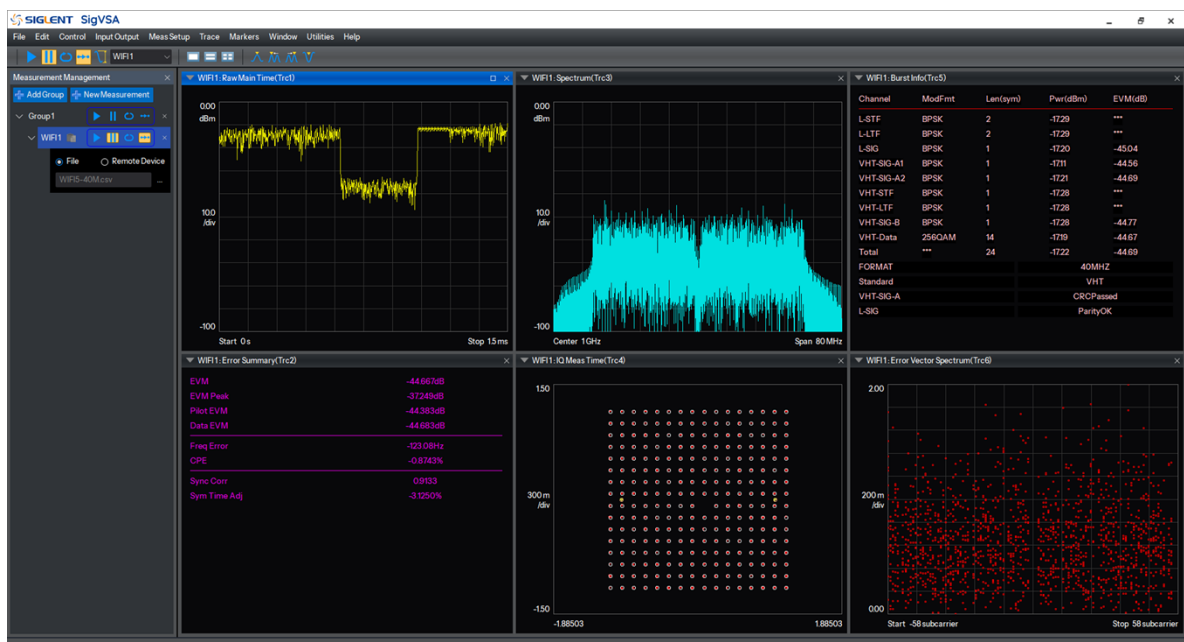 SIGLENT SigVSA
File Edit Control Input Output Meas Setup Trace Markers Window Utilities Help
WIFI1
Measurement Management
Add Group New Measurement
Group1
WIFI1
File Remote Device
WIFI5-40M.csv ...
WIFI1: Raw Main Time(Trc1)
0.00
dBm
10.0
/div
-100
Start 0 s Stop 1.5 ms
WIFI1: Spectrum(Trc3)
0.00
dBm
10.0
/div
-100
Center 1 GHz Span 80 MHz
WIFI1: Burst Info(Trc5)
Channel ModFmt Len(sym) Pwr(dBm) EVM(dB)
L-STF BPSK 2 -17.29 ***
L-LTF BPSK 2 -17.29 ***
L-SIG BPSK 1 -17.20 -45.04
VHT-SIG-A1 BPSK 1 -17.11 -44.56
VHT-SIG-A2 BPSK 1 -17.21 -44.69
VHT-STF BPSK 1 -17.28 ***
VHT-LTF BPSK 1 -17.28 ***
VHT-SIG-B BPSK 1 -17.28 -44.77
VHT-Data 256QAM 14 -17.19 -44.67
Total *** 24 -17.22 -44.69
FORMAT 40MHZ
Standard VHT
VHT-SIG-A CRCPassed
L-SIG ParityOK
WIFI1: Error Summary(Trc2)
EVM -44.667dB
EVM Peak -37.249dB
Pilot EVM -44.383dB
Data EVM -44.683dB
Freq Error -123.08Hz
CPE -0.8743%
Sync Corr 0.9133
Sym Time Adj -3.1250%
WIFI1: IQ Meas Time(Trc4)
1.50
300 m
/div
-1.50
-1.88503 1.88503
WIFI1: Error Vector Spectrum(Trc6)
2.00
200 m
/div
0.00
Start -58 subcarrier Stop 58 subcarrier